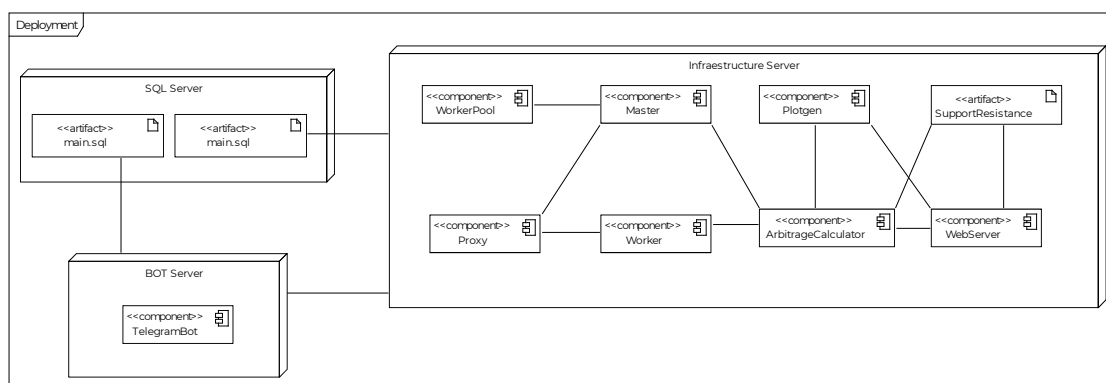 Deployment
SQL Server
<<artifact>>
main.sql
<<artifact>>
main.sql
Infraestructure Server
<<component>>
WorkerPool
<<component>>
Master
<<component>>
Plotgen
<<artifact>>
SupportResistance
<<component>>
Proxy
<<component>>
Worker
<<component>>
ArbitrageCalculator
<<component>>
WebServer
BOT Server
<<component>>
TelegramBot